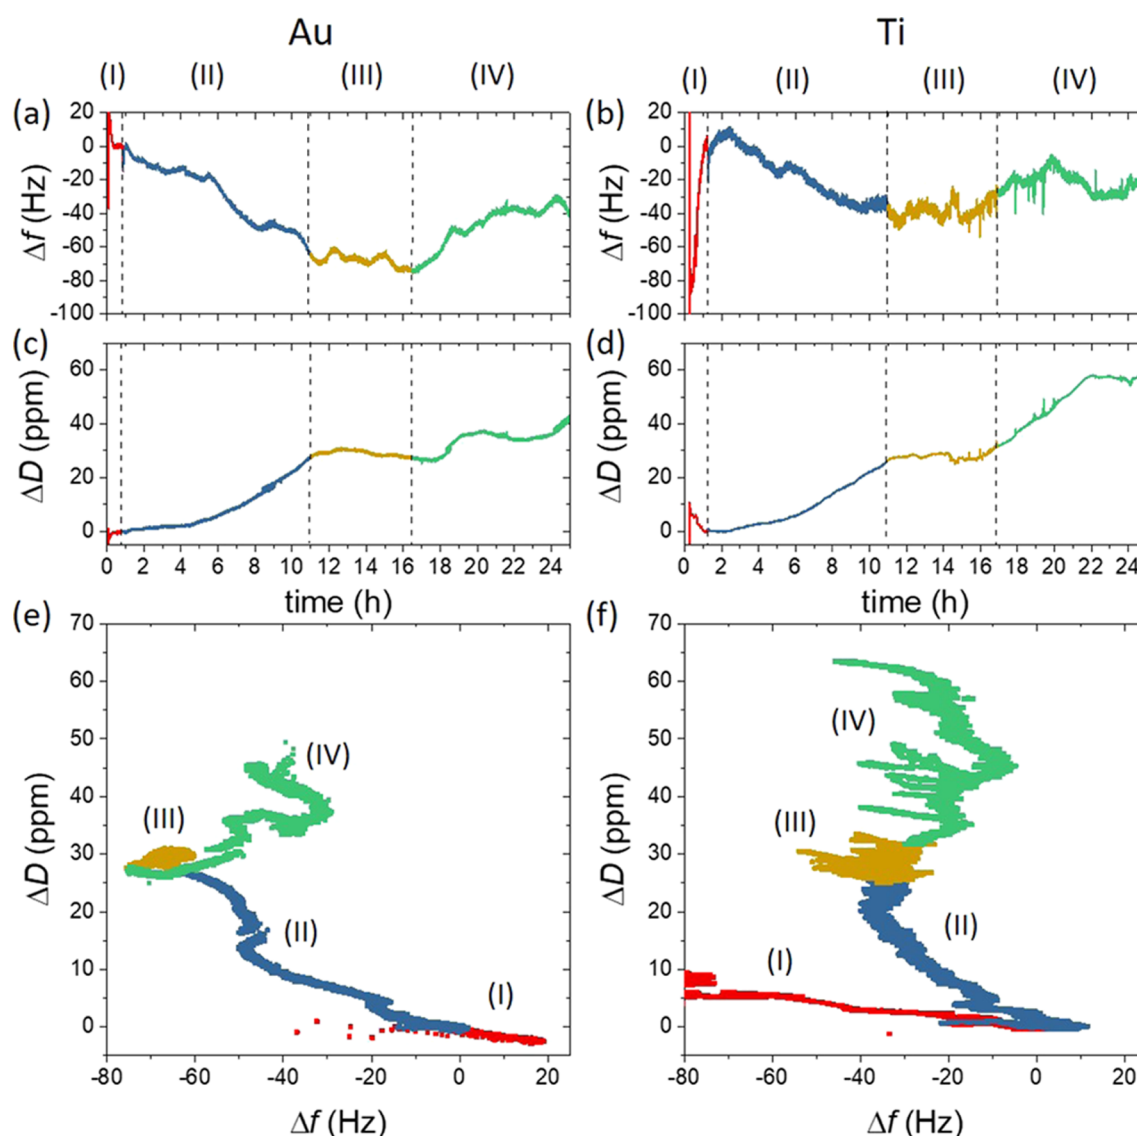 Au Ti
(I) (II) (III) (IV) (I) (II) (III) (IV)
(a) (b)
20 20
0 0
-20 -20
-40 -40
-60 -60
-80 -80
-100 -100
Δf (Hz) Δf (Hz)
(c) (d)
60 60
40 40
20 20
0 0
ΔD (ppm) ΔD (ppm)
0 2 4 6 8 10 12 14 16 18 20 22 24 0 2 4 6 8 10 12 14 16 18 20 22 24
time (h) time (h)
(e) (f)
70 70
60 60
50 50
40 40
30 30
20 20
10 10
0 0
ΔD (ppm) ΔD (ppm)
(IV) (IV)
(III) (III)
(II) (II)
(I) (I)
-80 -60 -40 -20 0 20 -80 -60 -40 -20 0 20
Δf (Hz) Δf (Hz)